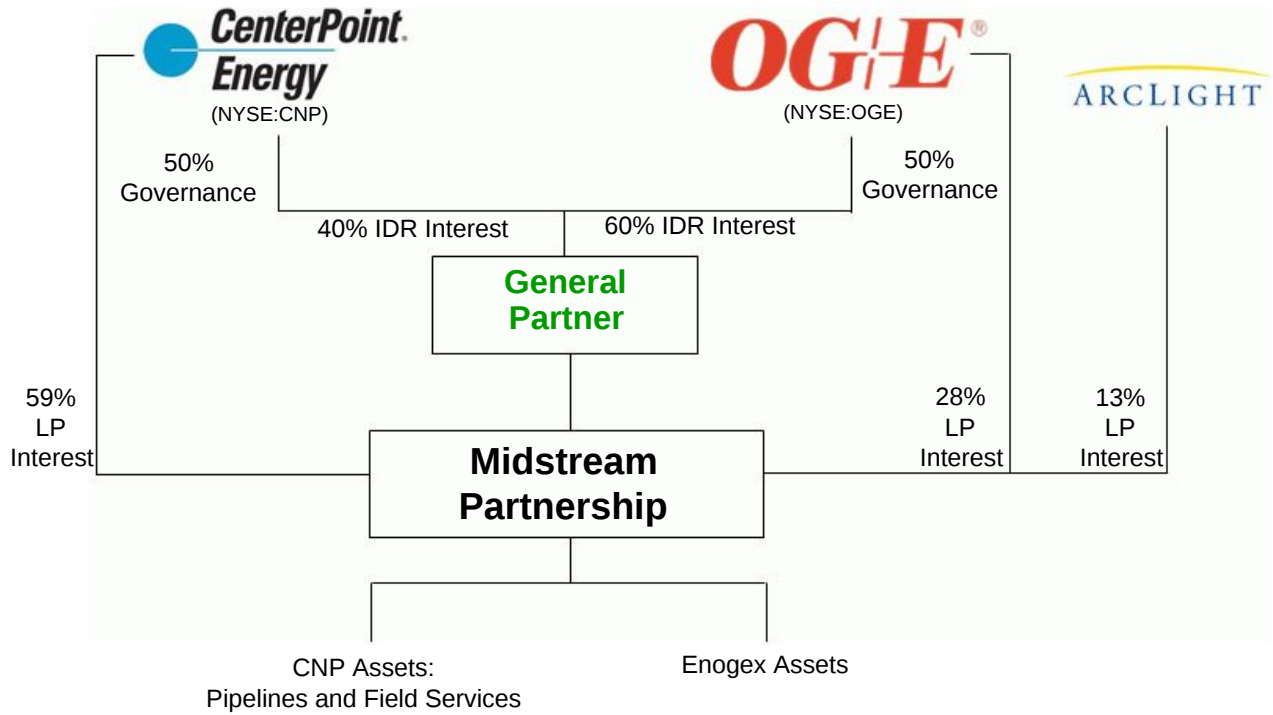 CenterPoint.
Energy
(NYSE:CNP)
OG+E®
(NYSE:OGE)
ARCLIGHT
50%
Governance
50%
Governance
40% IDR Interest
60% IDR Interest
General
Partner
59%
LP
Interest
28%
LP
Interest
13%
LP
Interest
Midstream
Partnership
CNP Assets:
Pipelines and Field Services
Enogex Assets